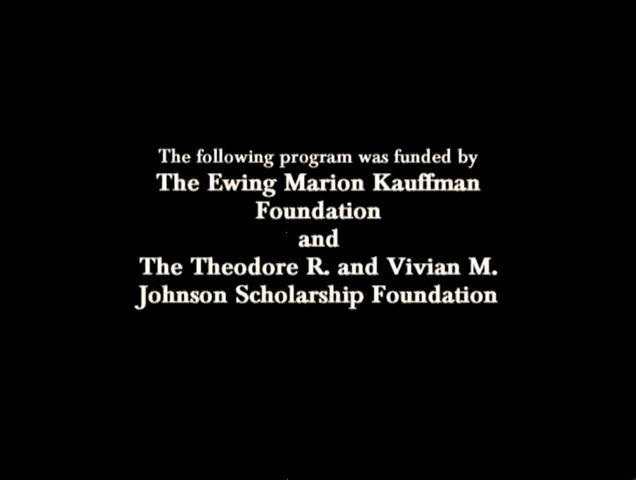 The following program was funded by
The Ewing Marion Kauffman
Foundation
and
The Theodore R. and Vivian M.
Johnson Scholarship Foundation